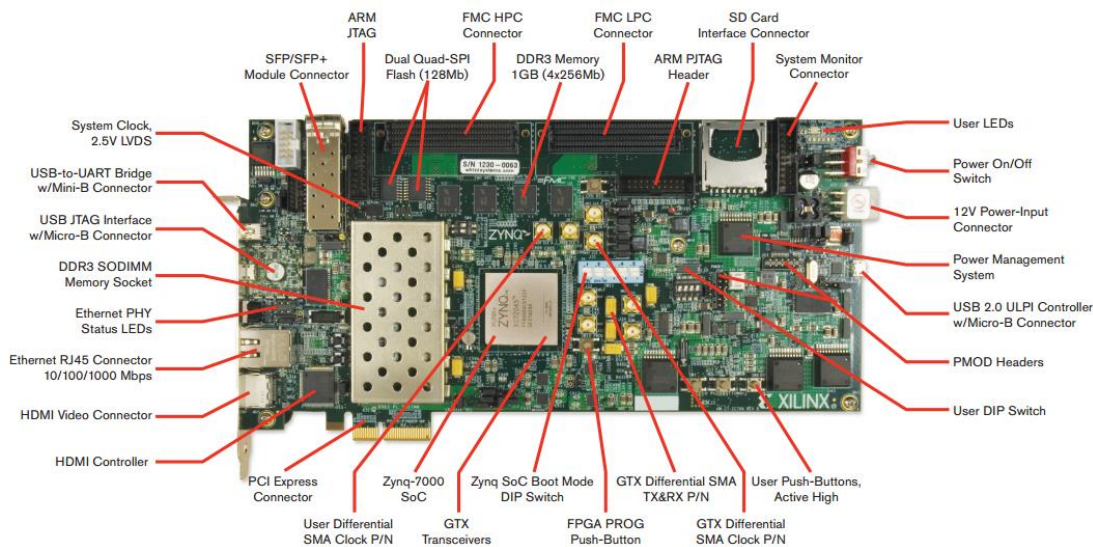 ARM
JTAG
FMC HPC
Connector
FMC LPC
Connector
SD Card
Interface Connector
SFP/SFP+
Module Connector
Dual Quad-SPI
Flash (128Mb)
DDR3 Memory
1GB (4x256Mb)
ARM PJTAG
Header
System Monitor
Connector
System Clock,
2.5V LVDS
User LEDs
USB-to-UART Bridge
w/Mini-B Connector
Power On/Off
Switch
USB JTAG Interface
w/Micro-B Connector
12V Power-Input
Connector
DDR3 SODIMM
Memory Socket
Power Management
System
Ethernet PHY
Status LEDs
USB 2.0 ULPI Controller
w/Micro-B Connector
Ethernet RJ45 Connector
10/100/1000 Mbps
PMOD Headers
HDMI Video Connector
User DIP Switch
HDMI Controller
S/N 1230-0063
ZYNQ
ZYNQ
XILINX
PCI Express
Connector
Zynq-7000
SoC
Zynq SoC Boot Mode
DIP Switch
GTX Differential SMA
TX&RX P/N
User Push-Buttons,
Active High
User Differential
SMA Clock P/N
GTX
Transceivers
FPGA PROG
Push-Button
GTX Differential
SMA Clock P/N